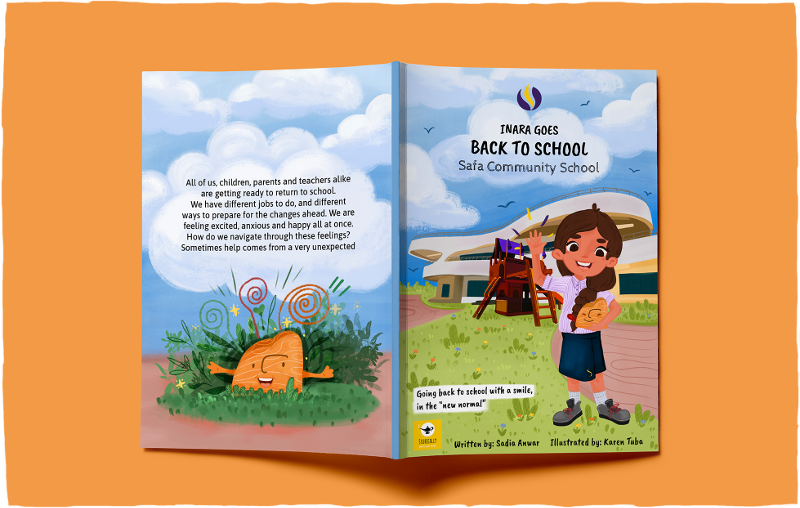 All of us, children, parents and teachers alike
are getting ready to return to school.
We have different jobs to do, and different
ways to prepare for the changes ahead. We are
feeling excited, anxious and happy all at once.
How do we navigate through these feelings?
Sometimes help comes from a very unexpected
INARA GOES
BACK TO SCHOOL
Safa Community School
Going back to school with a smile,
in the "new normal"
Written by: Sadia Anwar Illustrated by: Karen Tuba